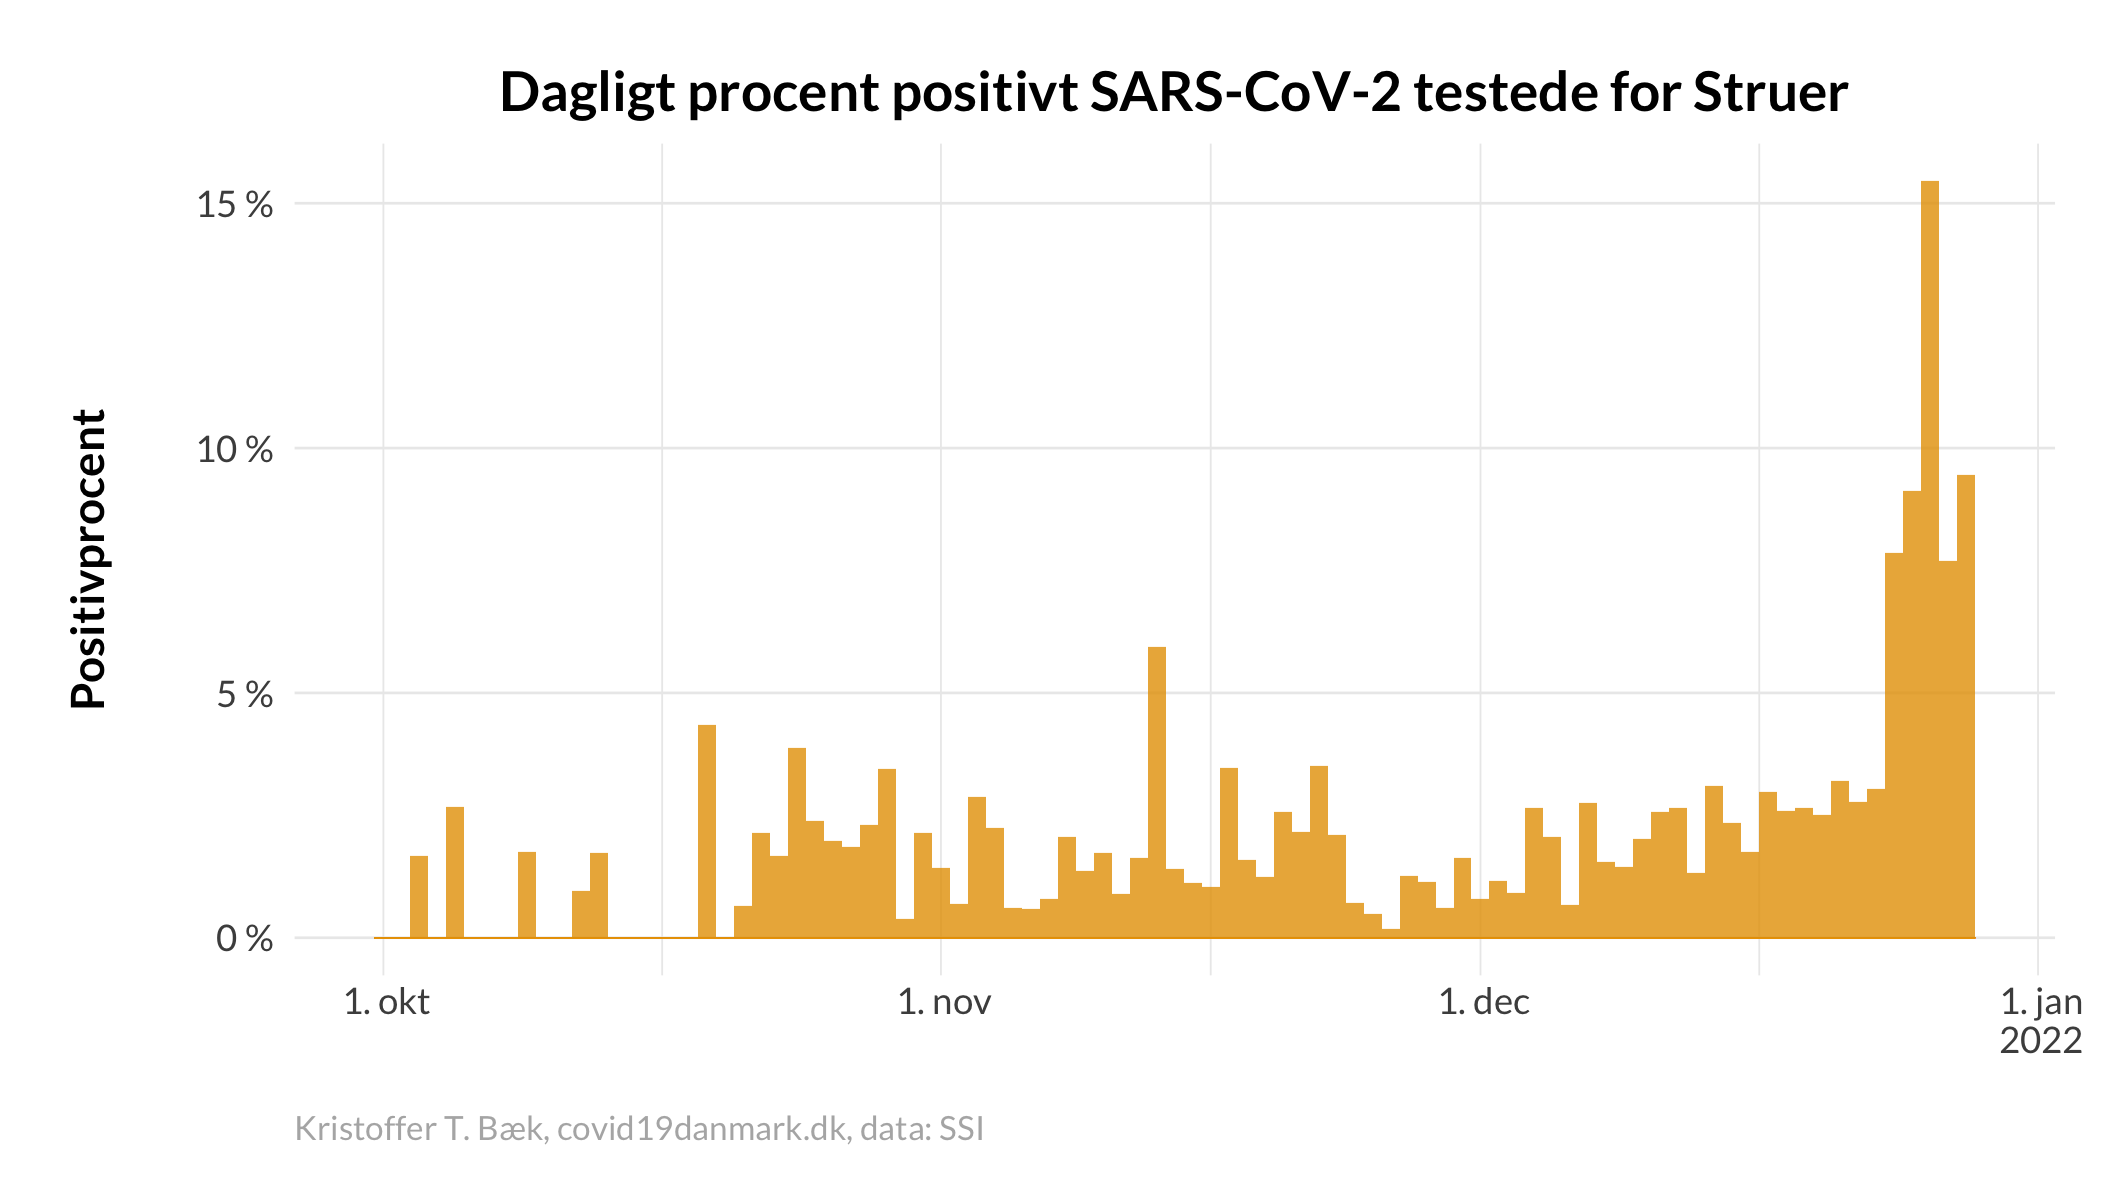 Dagligt procent positivt SARS-CoV-2 testede for Struer
Positivprocent
15 %
10 %
5 %
0 %
1. okt
1. nov
1. dec
1. jan
2022
Kristoffer T. Bæk, covid19danmark.dk, data: SSI